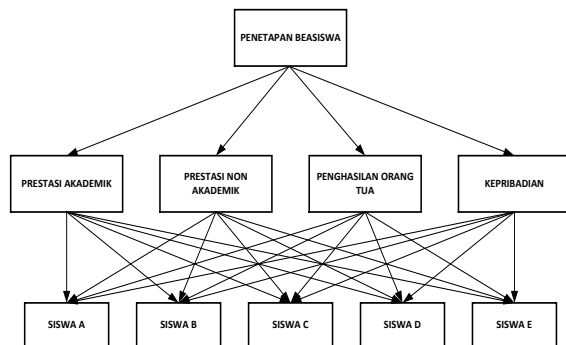 PENETAPAN BEASISWA
PRESTASI AKADEMIK
PRESTASI NON
AKADEMIK
PENGHASILAN ORANG
TUA
KEPRIBADIAN
SISWA A
SISWA B
SISWA C
SISWA D
SISWA E